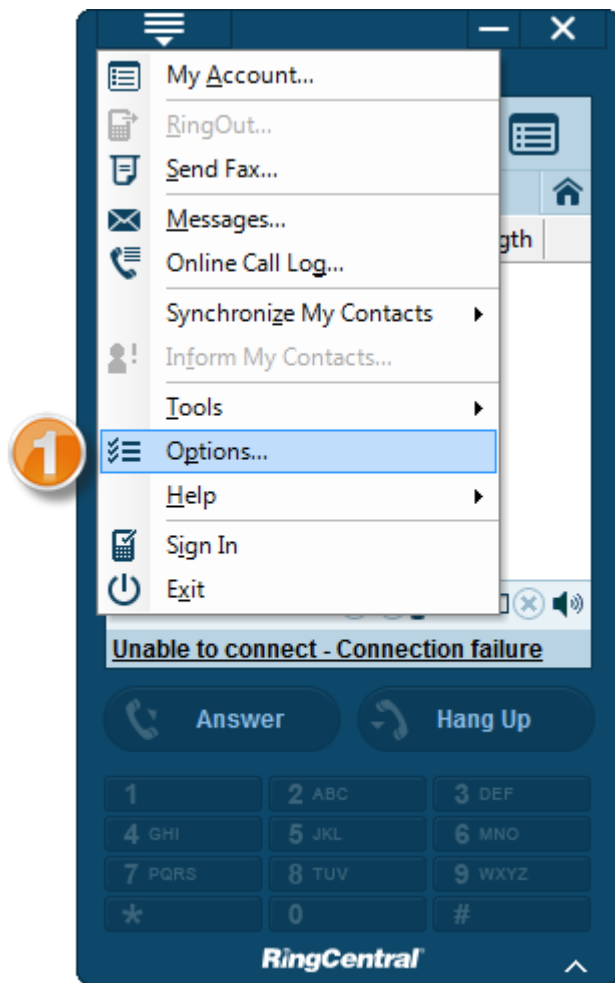 My Account...
RingOut...
Send Fax...
Messages...
Online Call Log...
Synchronize My Contacts
Inform My Contacts...
Tools
1
Options...
Help
Sign In
Exit
gth
Unable to connect - Connection failure
Answer
Hang Up
1
2 ABC
3 DEF
4 GHI
5 JKL
6 MNO
7 PQRS
8 TUV
9 WXYZ
*
0
#
RingCentral